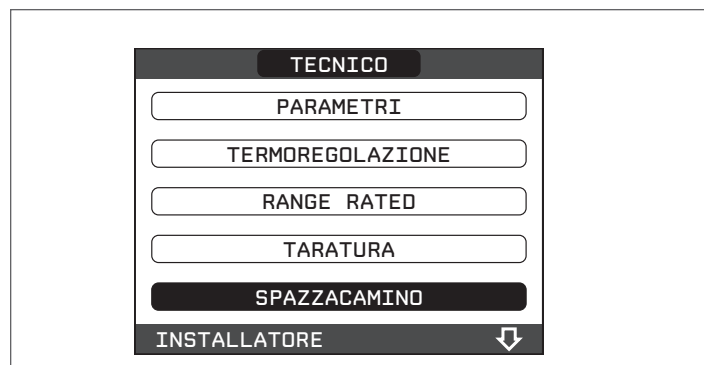 TECNICO
PARAMETRI
TERMOREGOLAZIONE
RANGE RATED
TARATURA
SPAZZACAMINO
INSTALLATORE